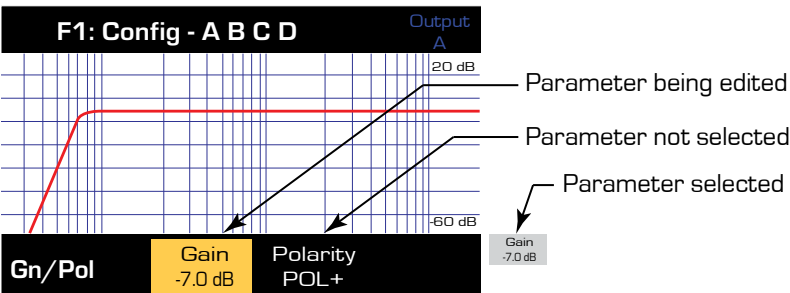 F1: Config - A B C D
Output
A
20 dB
Parameter being edited
Parameter not selected
Parameter selected
-60 dB
Gn/Pol
Gain
-7.0 dB
Polarity
POL+
Gain
-7.0 dB